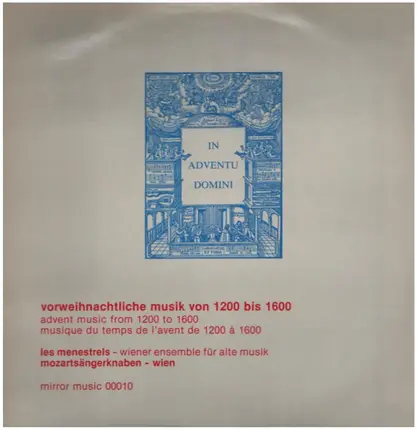 IN
ADVENTU
DOMINI
vorweihnachtliche musik von 1200 bis 1600
advent music from 1200 to 1600
musique du temps de l'avent de 1200 à 1600
les menestrels - wiener ensemble für alte musik
mozartsängerknaben - wien
mirror music 00010